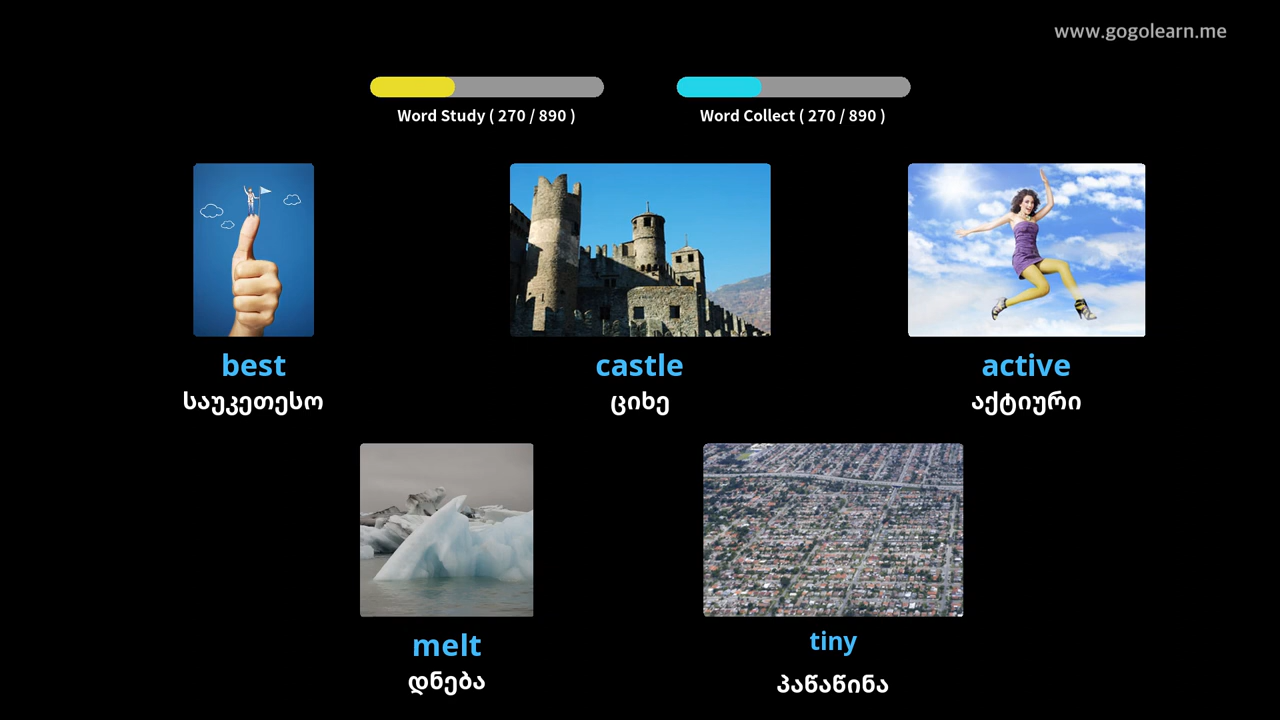 www.gogolearn.me
Word Study ( 270 / 890 )
Word Collect ( 270 / 890 )
best
საუკეთესო
castle
ციხე
active
აქტიური
melt
დნება
tiny
პაწაწინა